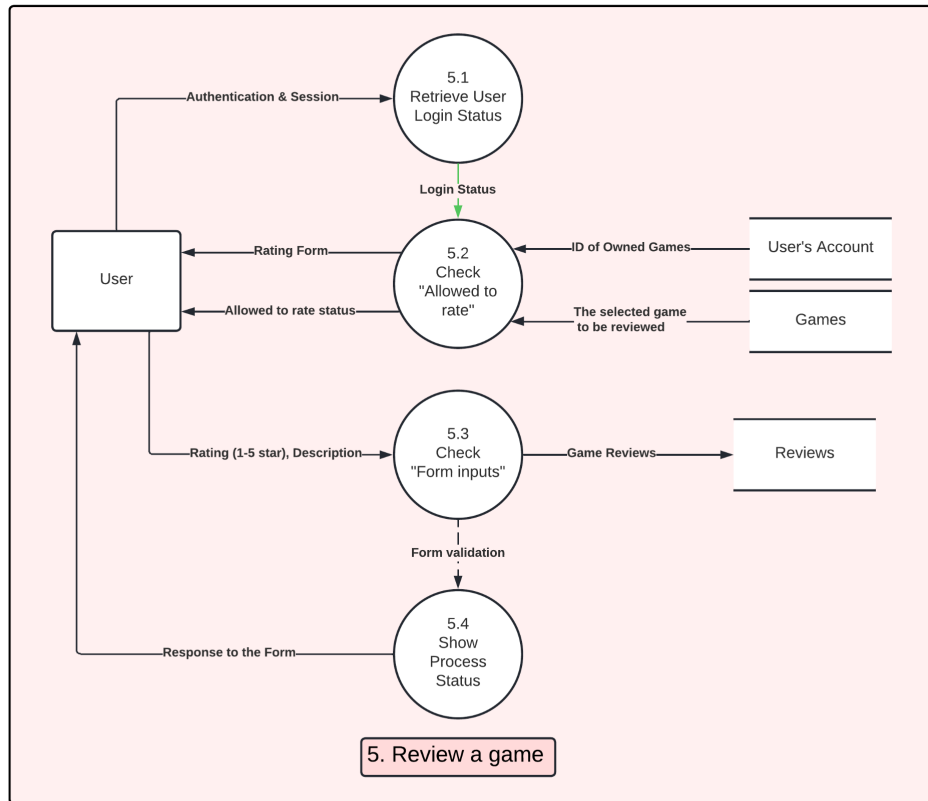 5.1
Retrieve User
Login Status
Authentication & Session
Login Status
5.2
Check
"Allowed to
rate"
Rating Form
Allowed to rate status
User
ID of Owned Games
User's Account
The selected game
to be reviewed
Games
5.3
Check
"Form inputs"
Rating (1-5 star), Description
Game Reviews
Reviews
Form validation
5.4
Show
Process
Status
Response to the Form
5. Review a game